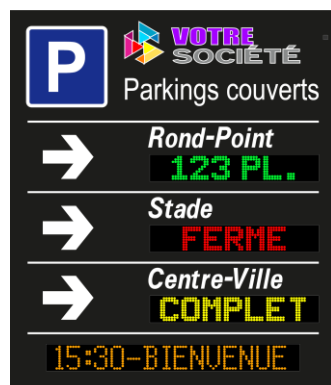 P
VOTRE
SOCIÉTÉ
Parkings couverts
Rond-Point
123 PL.
Stade
FERME
Centre-Ville
COMPLET
15:30-BIENVENUE